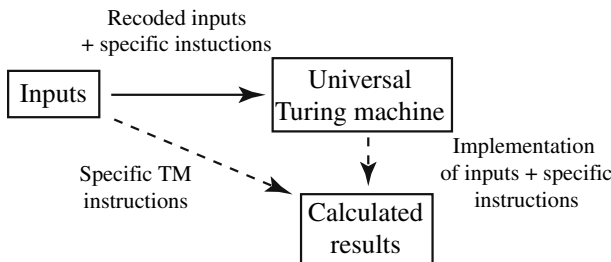 Recoded inputs
+ specific instuctions
Inputs
Universal
Turing machine
Specific TM
instructions
Implementation
of inputs + specific
instructions
Calculated
results